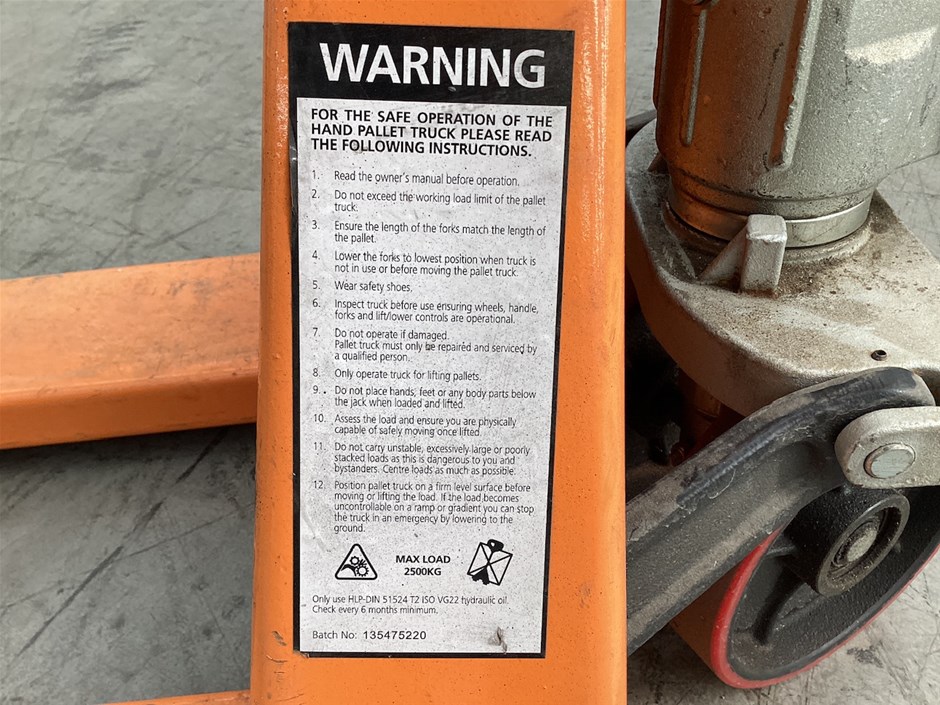 WARNING
FOR THE SAFE OPERATION OF THE
HAND PALLET TRUCK PLEASE READ
THE FOLLOWING INSTRUCTIONS.
1. Read the owner's manual before operation.
2. Do not exceed the working load limit of the pallet
truck.
3. Ensure the length of the forks match the length of
the pallet.
4. Lower the forks to lowest position when truck is
not in use or before moving the pallet truck.
5. Wear safety shoes.
6. Inspect truck before use ensuring wheels, handle,
forks and lift/lower controls are operational.
7. Do not operate if damaged.
Pallet truck must only be repaired and serviced by
a qualified person.
8. Only operate truck for lifting pallets.
9. Do not place hands, feet or any body parts below
the jack when loaded and lifted.
10. Assess the load and ensure you are physically
capable of safely moving once lifted.
11. Do not carry unstable, excessively large or poorly
stacked loads as this is dangerous to you and
bystanders. Centre loads as much as possible.
12. Position pallet truck on a firm level surface before
moving or lifting the load. If the load becomes
uncontrollable on a ramp or gradient you can stop
the truck in an emergency by lowering to the
ground.
MAX LOAD
2500KG
Only use HLP-DIN 51524 T2 ISO VG22 hydraulic oil.
Check every 6 months minimum.
Batch No: 135475220